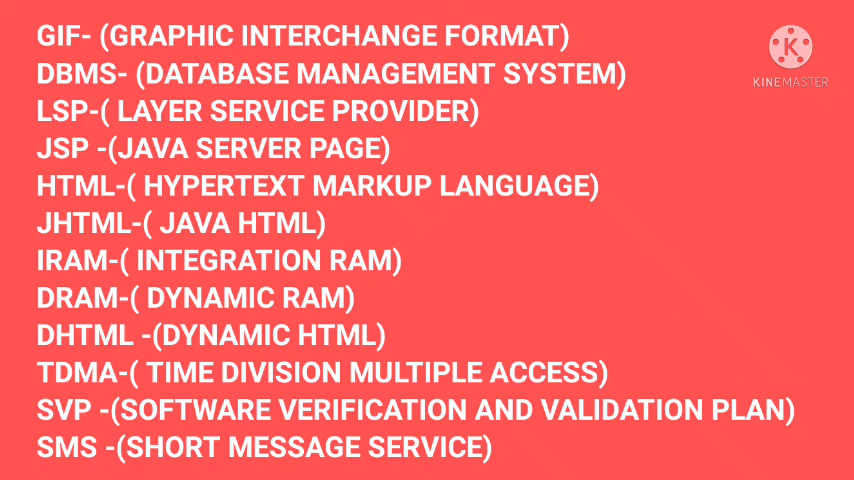 GIF- (GRAPHIC INTERCHANGE FORMAT)
DBMS- (DATABASE MANAGEMENT SYSTEM)
LSP-( LAYER SERVICE PROVIDER)
JSP -(JAVA SERVER PAGE)
HTML-( HYPERTEXT MARKUP LANGUAGE)
JHTML-( JAVA HTML)
IRAM-( INTEGRATION RAM)
DRAM-( DYNAMIC RAM)
DHTML -(DYNAMIC HTML)
TDMA-( TIME DIVISION MULTIPLE ACCESS)
SVP -(SOFTWARE VERIFICATION AND VALIDATION PLAN)
SMS -(SHORT MESSAGE SERVICE)
K
KINEMASTER